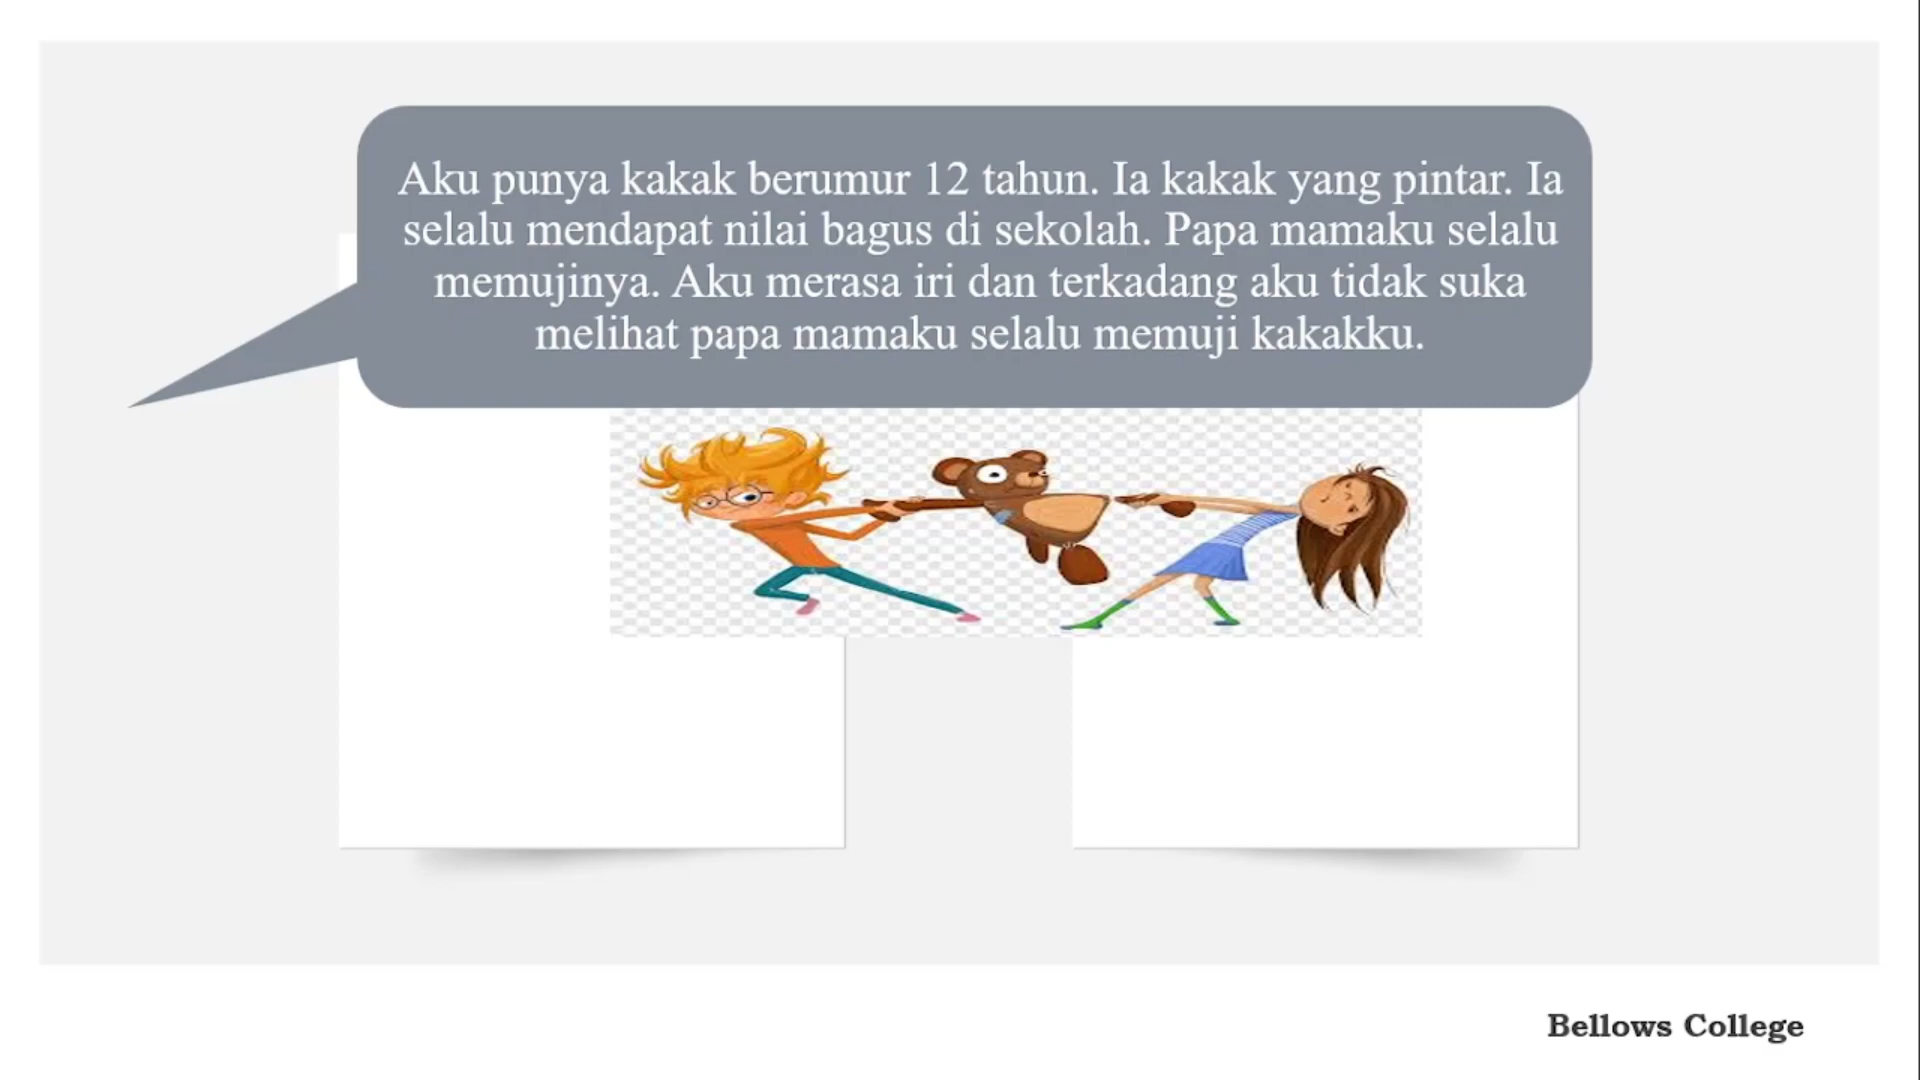 Aku punya kakak berumur 12 tahun. Ia kakak yang pintar. Ia
selalu mendapat nilai bagus di sekolah. Papa mamaku selalu
memujinya. Aku merasa iri dan terkadang aku tidak suka
melihat papa mamaku selalu memuji kakakku.
Bellows College